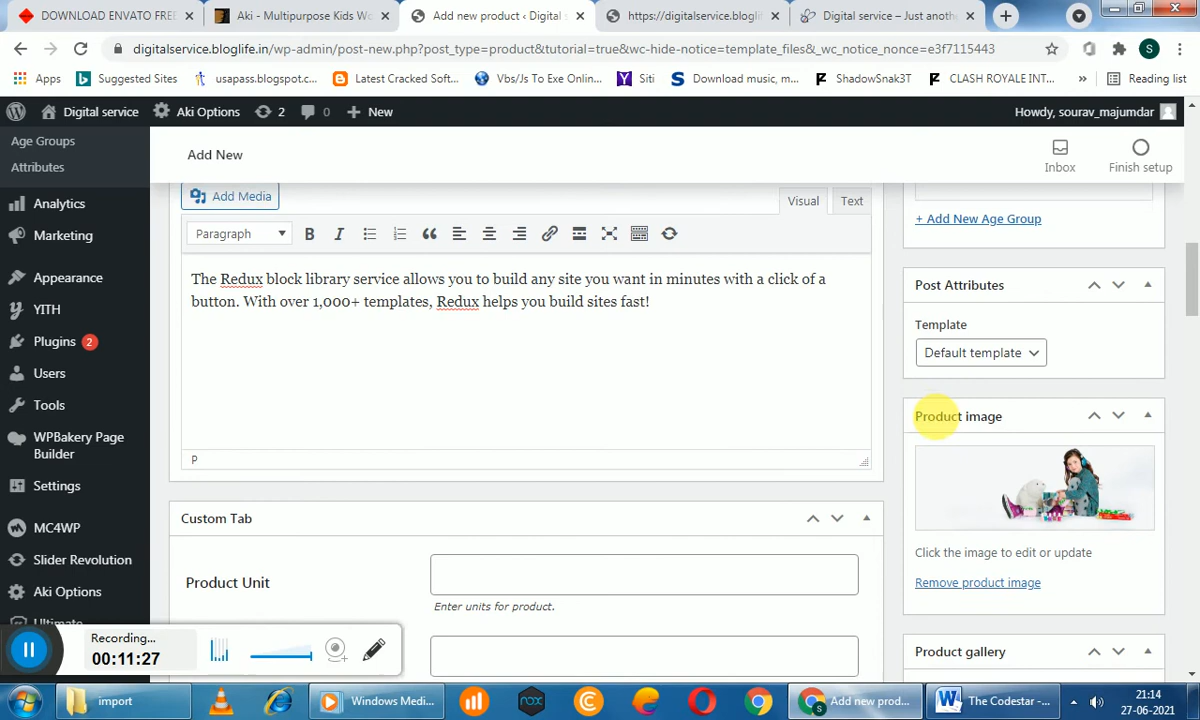 DOWNLOAD ENVATO FREE
Aki - Multipurpose Kids Wo
Add new product ‹ Digital s
https://digitalservice.blogli
Digital service – Just anoth
digitalservice.bloglife.in/wp-admin/post-new.php?post_type=product&tutorial=true&wc-hide-notice=template_files&_wc_notice_nonce=e3f7115443
S
Apps
Suggested Sites
usapass.blogspot.c...
Latest Cracked Soft...
Vbs/Js To Exe Onlin...
Siti
Download music, m...
ShadowSnak3T
CLASH ROYALE INT...
»
Reading list
Digital service
Aki Options
2
0
New
Howdy, sourav_majumdar
Age Groups
Attributes
Analytics
Marketing
Appearance
YITH
Plugins 2
Users
Tools
WPBakery Page
Builder
Settings
MC4WP
Slider Revolution
Aki Options
Ultimate
Add New
Inbox
Finish setup
Add Media
Visual
Text
Paragraph
The Redux block library service allows you to build any site you want in minutes with a click of a
button. With over 1,000+ templates, Redux helps you build sites fast!
P
Custom Tab
Product Unit
Enter units for product.
+ Add New Age Group
Post Attributes
Template
Default template
Product image
Click the image to edit or update
Remove product image
Product gallery
Recording...
00:11:27
import
Windows Medi...
Add new prod...
The Codestar -...
21:14
27-06-2021